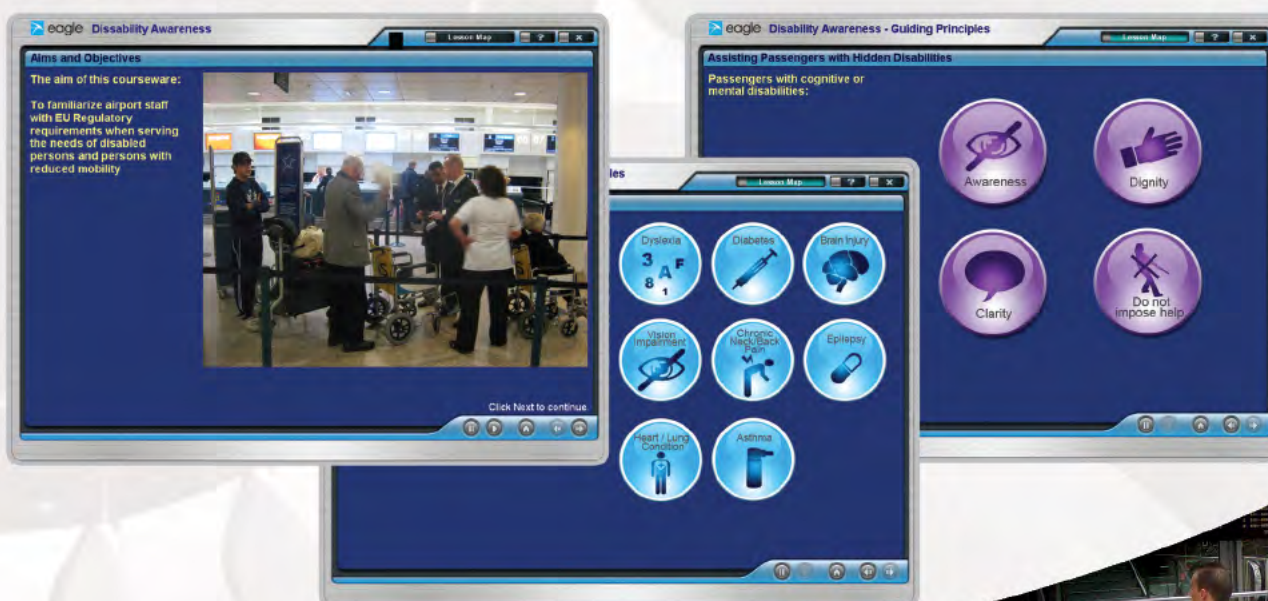 eagle Dissability Awareness
Lesson Map ? x
Aims and Objectives
The aim of this courseware:
To familiarize airport staff
with EU Regulatory
requirements when serving
the needs of disabled
persons and persons with
reduced mobility
Click Next to continue
Lesson Map ? x
Dyslexia
3 A F
8 1
Diabetes
Brain Injury
Vision
Impairment
Chronic
Neck/Back
Pain
Epilepsy
Heart / Lung
Condition
Asthma
eagle Disability Awareness - Guiding Principles
Lesson Map ? x
Assisting Passengers with Hidden Disabilities
Passengers with cognitive or
mental disabilities:
Awareness
Dignity
Clarity
Do not
impose help